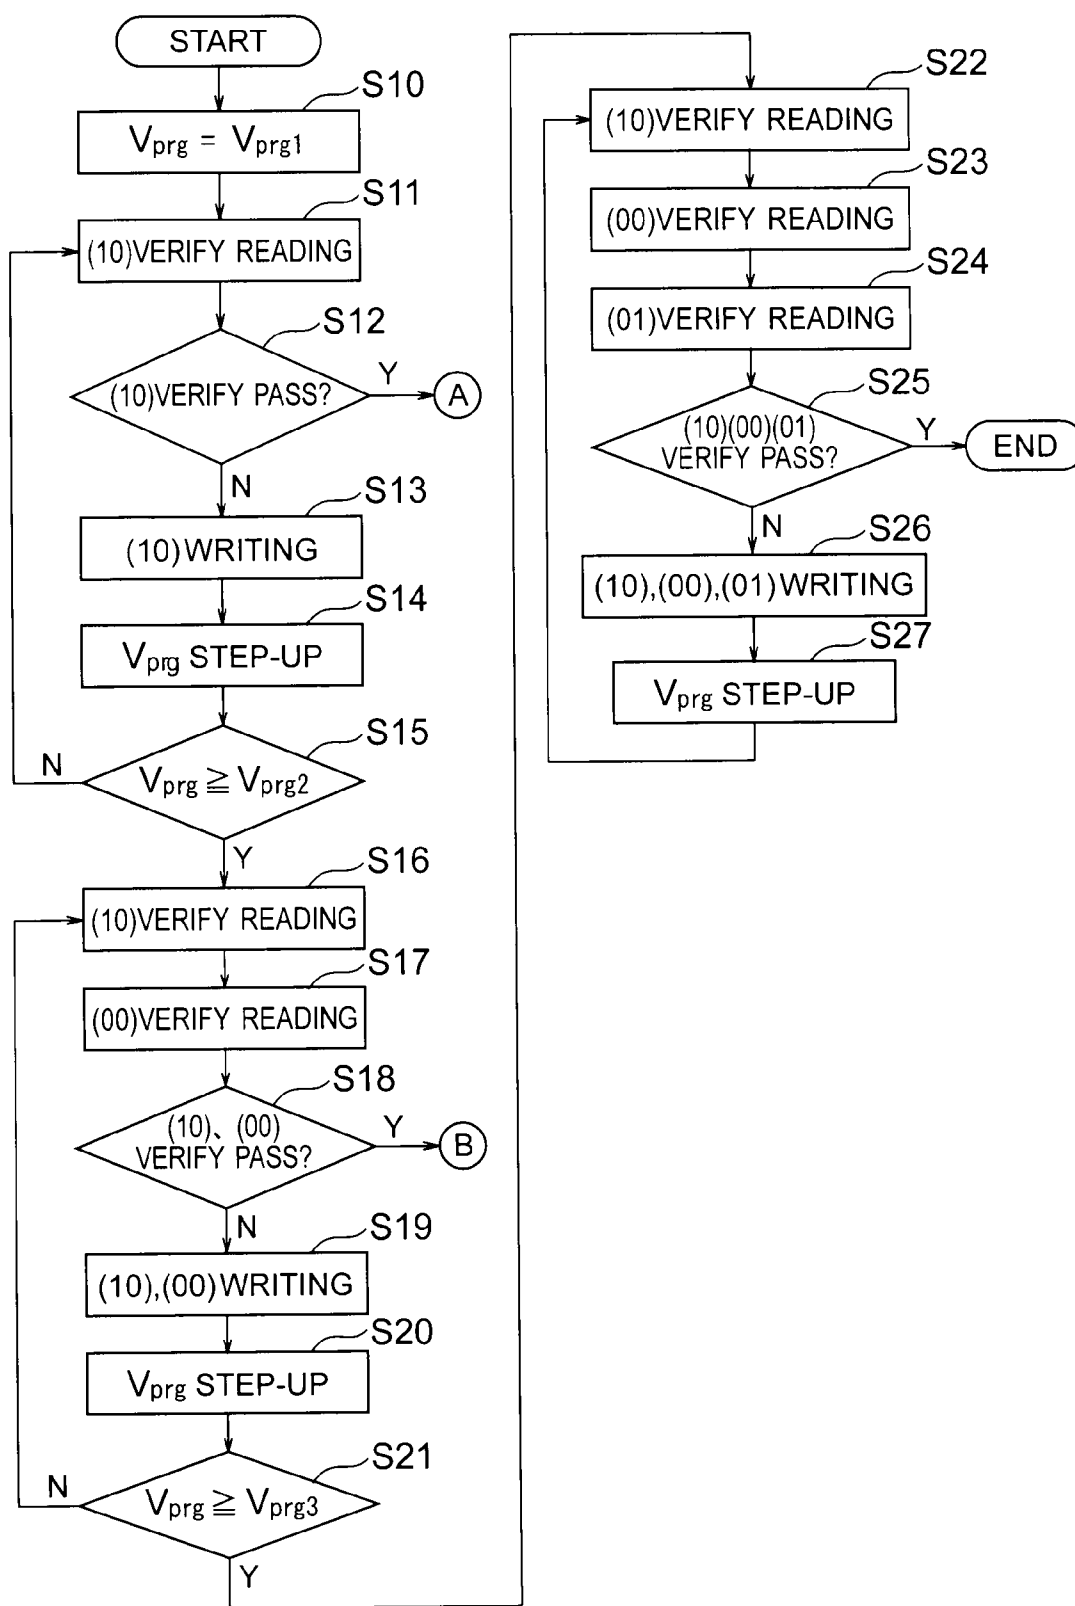 START
S10
Vprg = Vprg1
S11
(10)VERIFY READING
S12
(10)VERIFY PASS?
Y
A
N
S13
(10)WRITING
S14
Vprg STEP-UP
S15
N
Vprg ≧ Vprg2
Y
S16
(10)VERIFY READING
S17
(00)VERIFY READING
S18
(10)、(00)
VERIFY PASS?
Y
B
N
S19
(10),(00)WRITING
S20
Vprg STEP-UP
S21
N
Vprg ≧ Vprg3
Y
S22
(10)VERIFY READING
S23
(00)VERIFY READING
S24
(01)VERIFY READING
S25
(10)(00)(01)
VERIFY PASS?
Y
END
N
S26
(10),(00),(01)WRITING
S27
Vprg STEP-UP